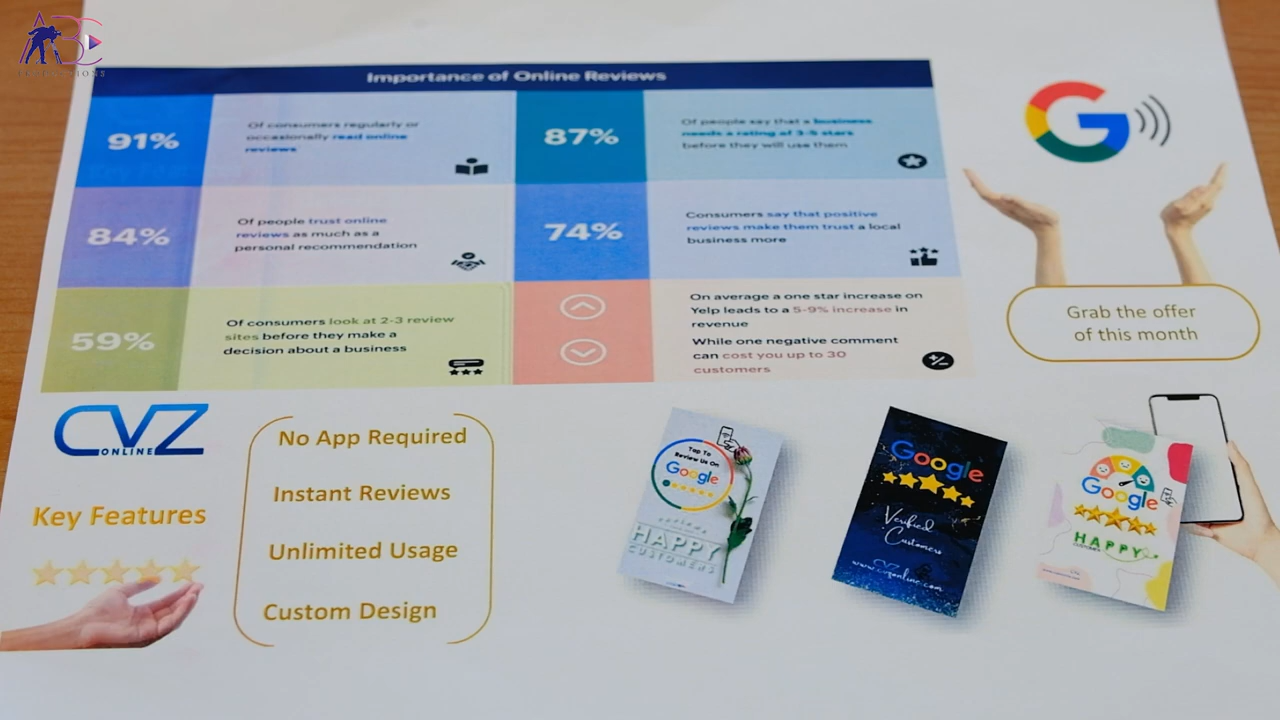 ABC
PRODUCTIONS
Importance of Online Reviews
91%
Of consumers regularly or
occasionally read online
reviews
87%
Of people say that a business
needs a rating of 3-5 stars
before they will use them
84%
Of people trust online
reviews as much as a
personal recommendation
74%
Consumers say that positive
reviews make them trust a local
business more
59%
Of consumers look at 2-3 review
sites before they make a
decision about a business
On average a one star increase on
Yelp leads to a 5-9% increase in
revenue
While one negative comment
can cost you up to 30
customers
G
Grab the offer
of this month
CVZ
ONLINE
Key Features
No App Required
Instant Reviews
Unlimited Usage
Custom Design
Tap To
Review Us On
Google
reviews
HAPPY
CUSTOMERS
Google
Verified
Customers
www.cvzonline.com
Google
HAPPY